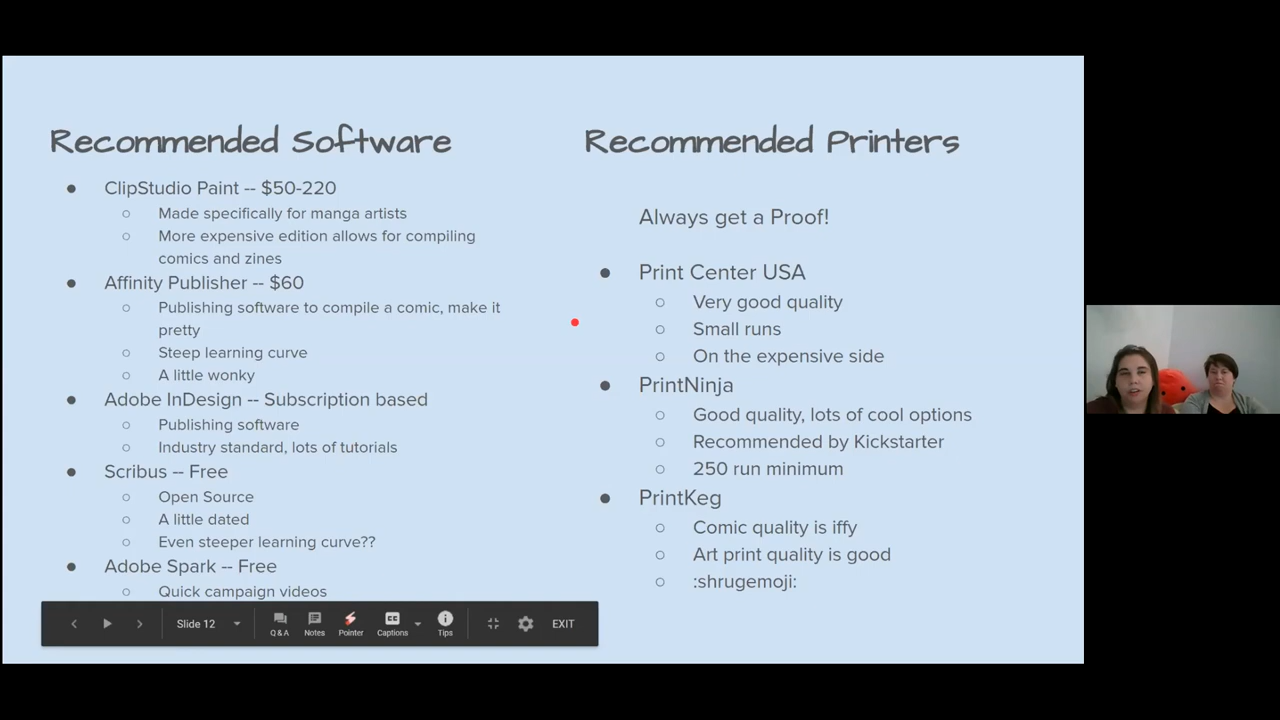 Recommended Software
ClipStudio Paint -- $50-220
Made specifically for manga artists
More expensive edition allows for compiling
comics and zines
Affinity Publisher -- $60
Publishing software to compile a comic, make it
pretty
Steep learning curve
A little wonky
Adobe InDesign -- Subscription based
Publishing software
Industry standard, lots of tutorials
Scribus -- Free
Open Source
A little dated
Even steeper learning curve??
Adobe Spark -- Free
Quick campaign videos
Recommended Printers
Always get a Proof!
Print Center USA
Very good quality
Small runs
On the expensive side
PrintNinja
Good quality, lots of cool options
Recommended by Kickstarter
250 run minimum
PrintKeg
Comic quality is iffy
Art print quality is good
:shrugemoji:
Slide 12
Q & A
Notes
Pointer
CC
Captions
Tips
EXIT